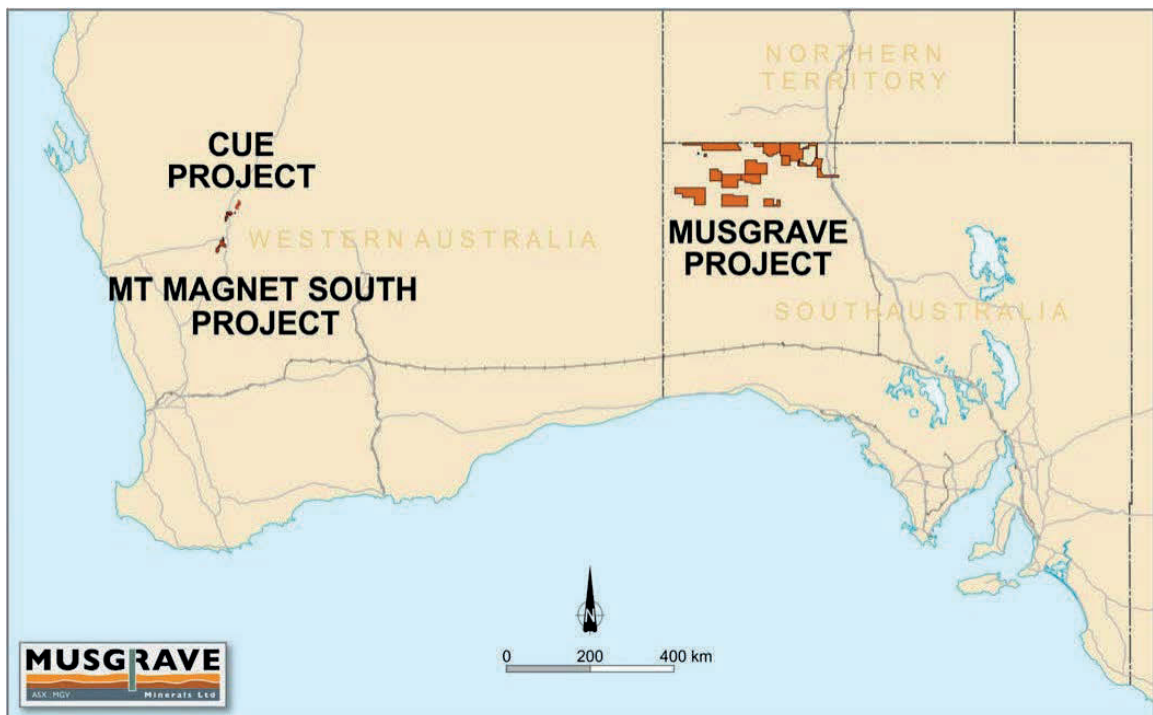 NORTHERN
TERRITORY
CUE
PROJECT
WESTERN AUSTRALIA
MUSGRAVE
PROJECT
MT MAGNET SOUTH
PROJECT
SOUTH AUSTRALIA
N
0 200 400 km
MUSGRAVE
ASX : MGY Minerals Ltd